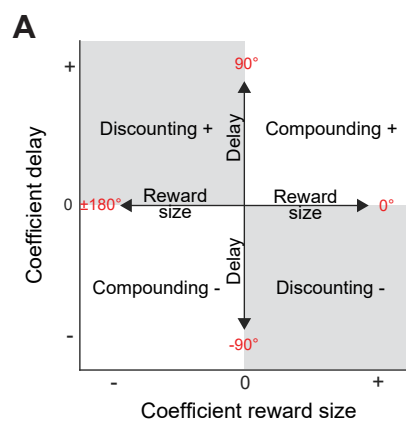 A
90°
+
Discounting +
Delay
Compounding +
Coefficient delay
0
±180°
Reward
size
Reward
size
0°
Delay
Compounding -
Discounting -
-
-90°
-
0
+
Coefficient reward size